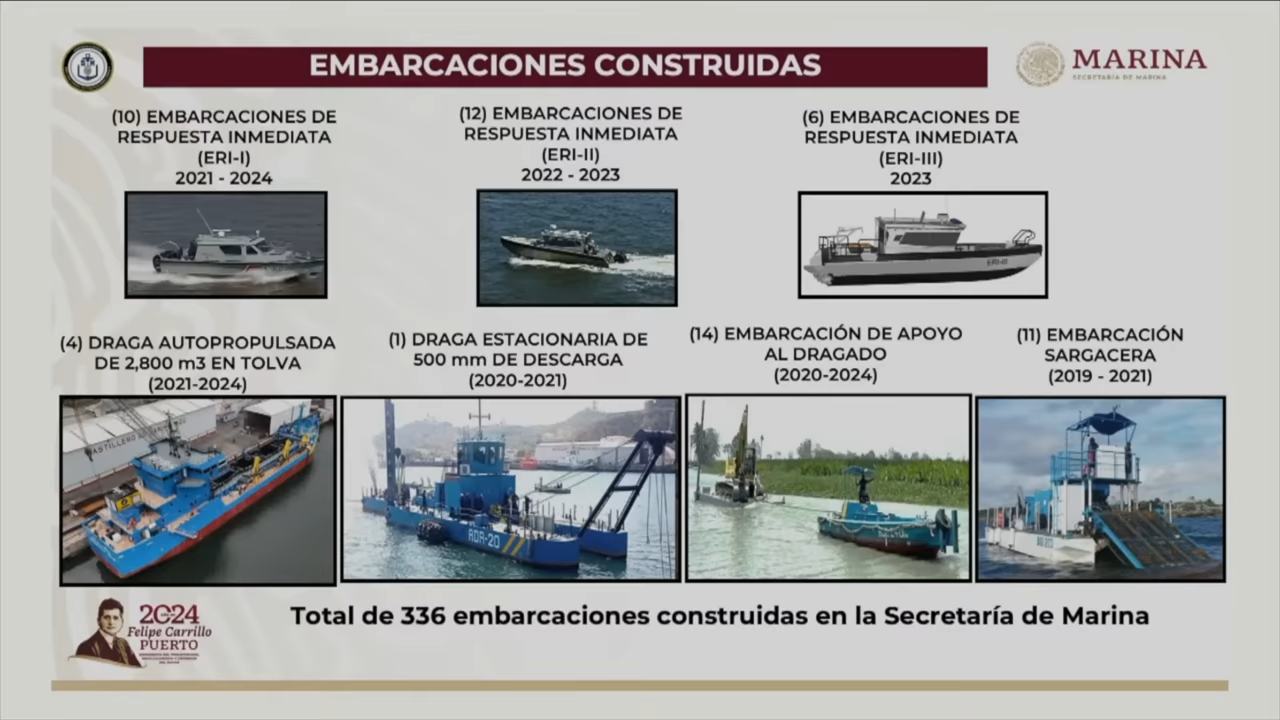 EMBARCACIONES CONSTRUIDAS
MARINA
SECRETARÍA DE MARINA
(10) EMBARCACIONES DE
RESPUESTA INMEDIATA
(ERI-I)
2021 - 2024
(12) EMBARCACIONES DE
RESPUESTA INMEDIATA
(ERI-II)
2022 - 2023
(6) EMBARCACIONES DE
RESPUESTA INMEDIATA
(ERI-III)
2023
ERI-III
(4) DRAGA AUTOPROPULSADA
DE 2,800 m3 EN TOLVA
(2021-2024)
(1) DRAGA ESTACIONARIA DE
500 mm DE DESCARGA
(2020-2021)
ADR-20
(14) EMBARCACIÓN DE APOYO
AL DRAGADO
(2020-2024)
(11) EMBARCACIÓN
SARGACERA
(2019 - 2021)
2024
Felipe Carrillo
PUERTO
Total de 336 embarcaciones construidas en la Secretaría de Marina